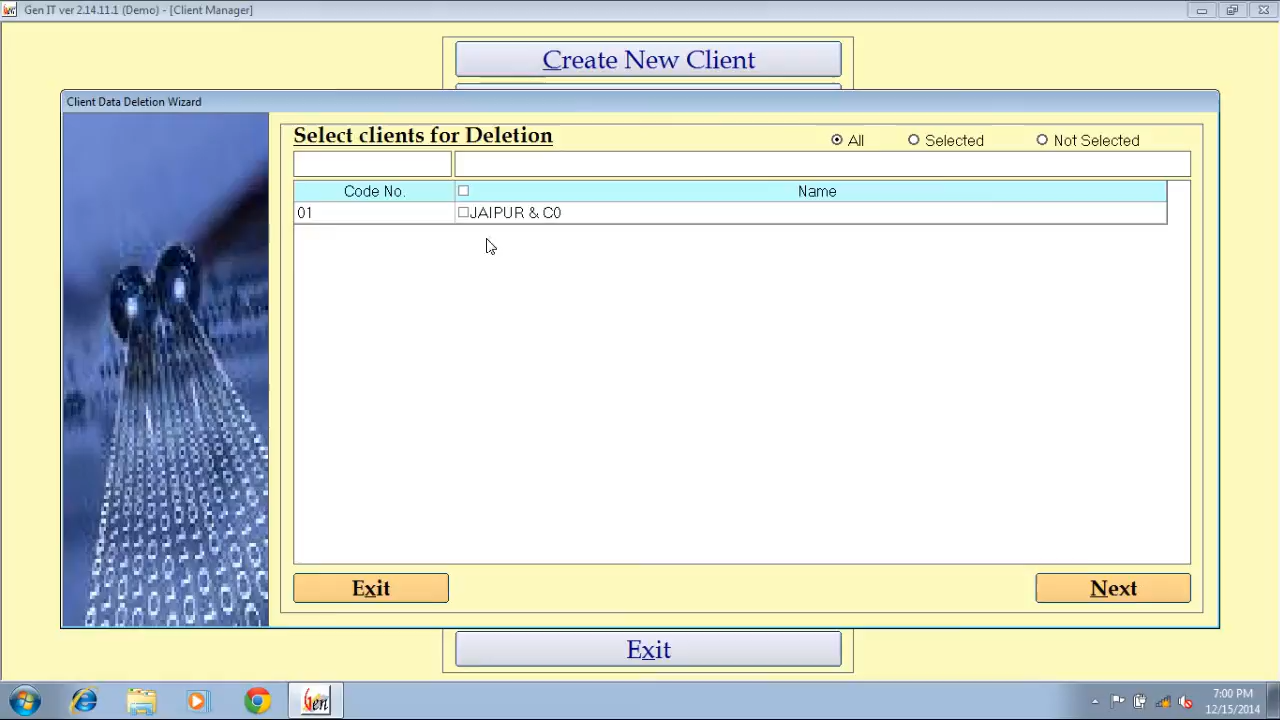 Gen IT ver 2.14.11.1 (Demo) - [Client Manager]
Create New Client
Client Data Deletion Wizard
Select clients for Deletion
All Selected Not Selected
Code No. Name
01 JAIPUR & C0
Exit Next
Exit
Gen
7:00 PM
12/15/2014